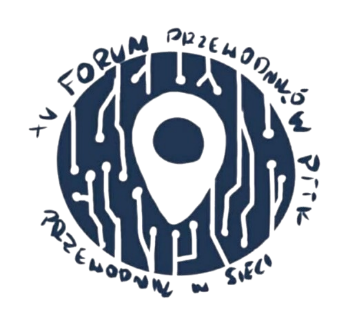 XV FORUM PRZEWODNIKÓW PTTK
PRZEWODNIK W SIECI